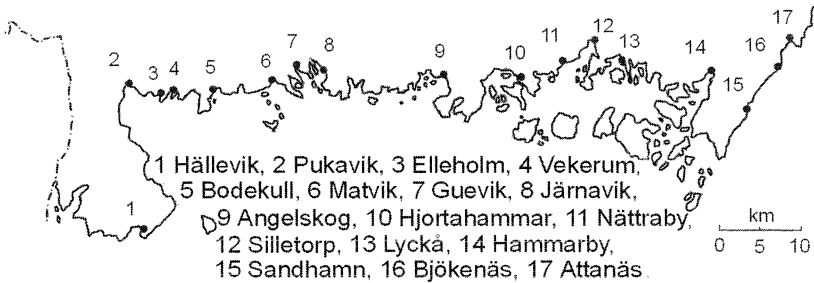 17
12
16
7
11
8
13
9
10
14
2
6
3
4
5
15
1 Hällevik, 2 Pukavik, 3 Elleholm, 4 Vekerum,
5 Bodekull, 6 Matvik, 7 Guevik, 8 Järnavik,
1
9 Angelskog, 10 Hjortahammar, 11 Nättraby,
km
12 Silletorp, 13 Lyckå, 14 Hammarby,
0 5 10
15 Sandhamn, 16 Bjökenäs, 17 Attanäs